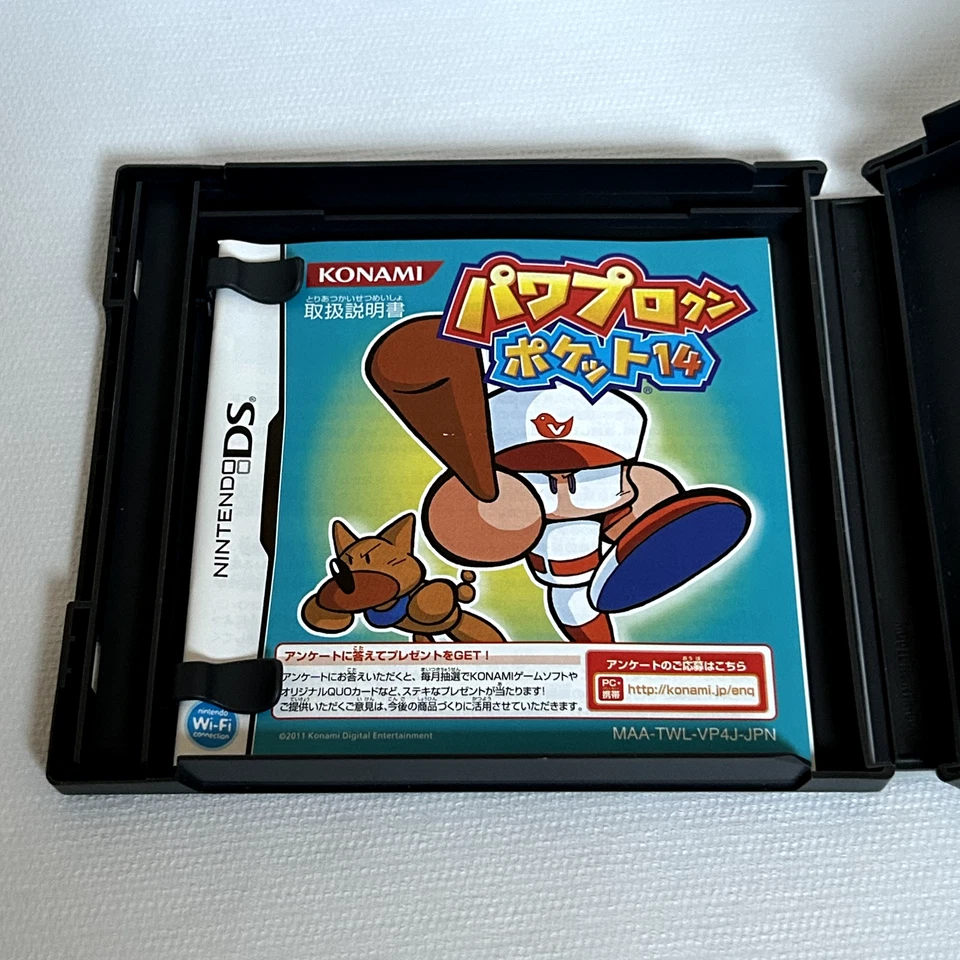 KONAMI
とりあつかいせつめいしょ
取扱説明書
パワプロクン
ポケット14
®
V
NINTENDO DS®
アンケートに答えてプレゼントをGET!
アンケートにお答えいただくと、毎月抽選でKONAMIゲームソフトや
オリジナルQUOカードなど、ステキなプレゼントが当たります!
ご提供いただくご意見は、今後の商品づくりに活用させていただきます。
アンケートのご応募はこちら
PC・
携帯
http://konami.jp/enq
nintendo
Wi-Fi
connection
©2011 Konami Digital Entertainment
MAA-TWL-VP4J-JPN